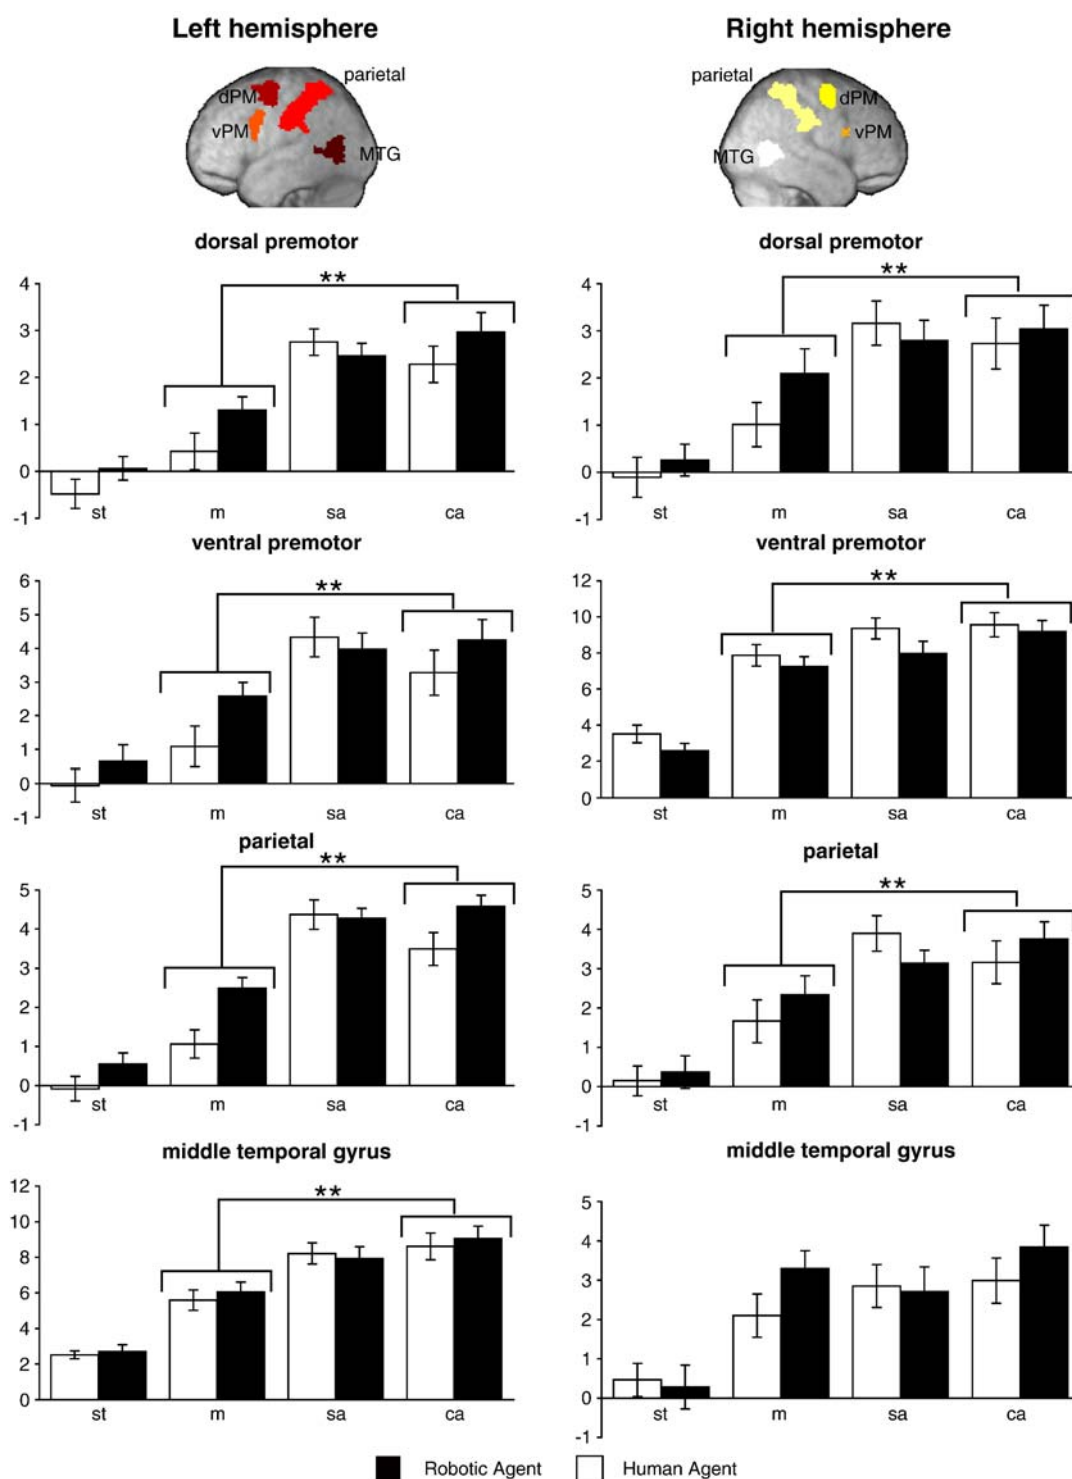 Left hemisphere
Right hemisphere
parietal
dPM
vPM
MTG
parietal
dPM
vPM
MTG
dorsal premotor
4
3
2
1
0
-1
**
st
m
sa
ca
dorsal premotor
4
3
2
1
0
-1
**
st
m
sa
ca
ventral premotor
6
5
4
3
2
1
0
-1
**
st
m
sa
ca
ventral premotor
12
10
8
6
4
2
0
**
st
m
sa
ca
parietal
5
4
3
2
1
0
-1
**
st
m
sa
ca
parietal
5
4
3
2
1
0
-1
**
st
m
sa
ca
middle temporal gyrus
12
10
8
6
4
2
0
**
st
m
sa
ca
middle temporal gyrus
5
4
3
2
1
0
-1
st
m
sa
ca
Robotic Agent
Human Agent